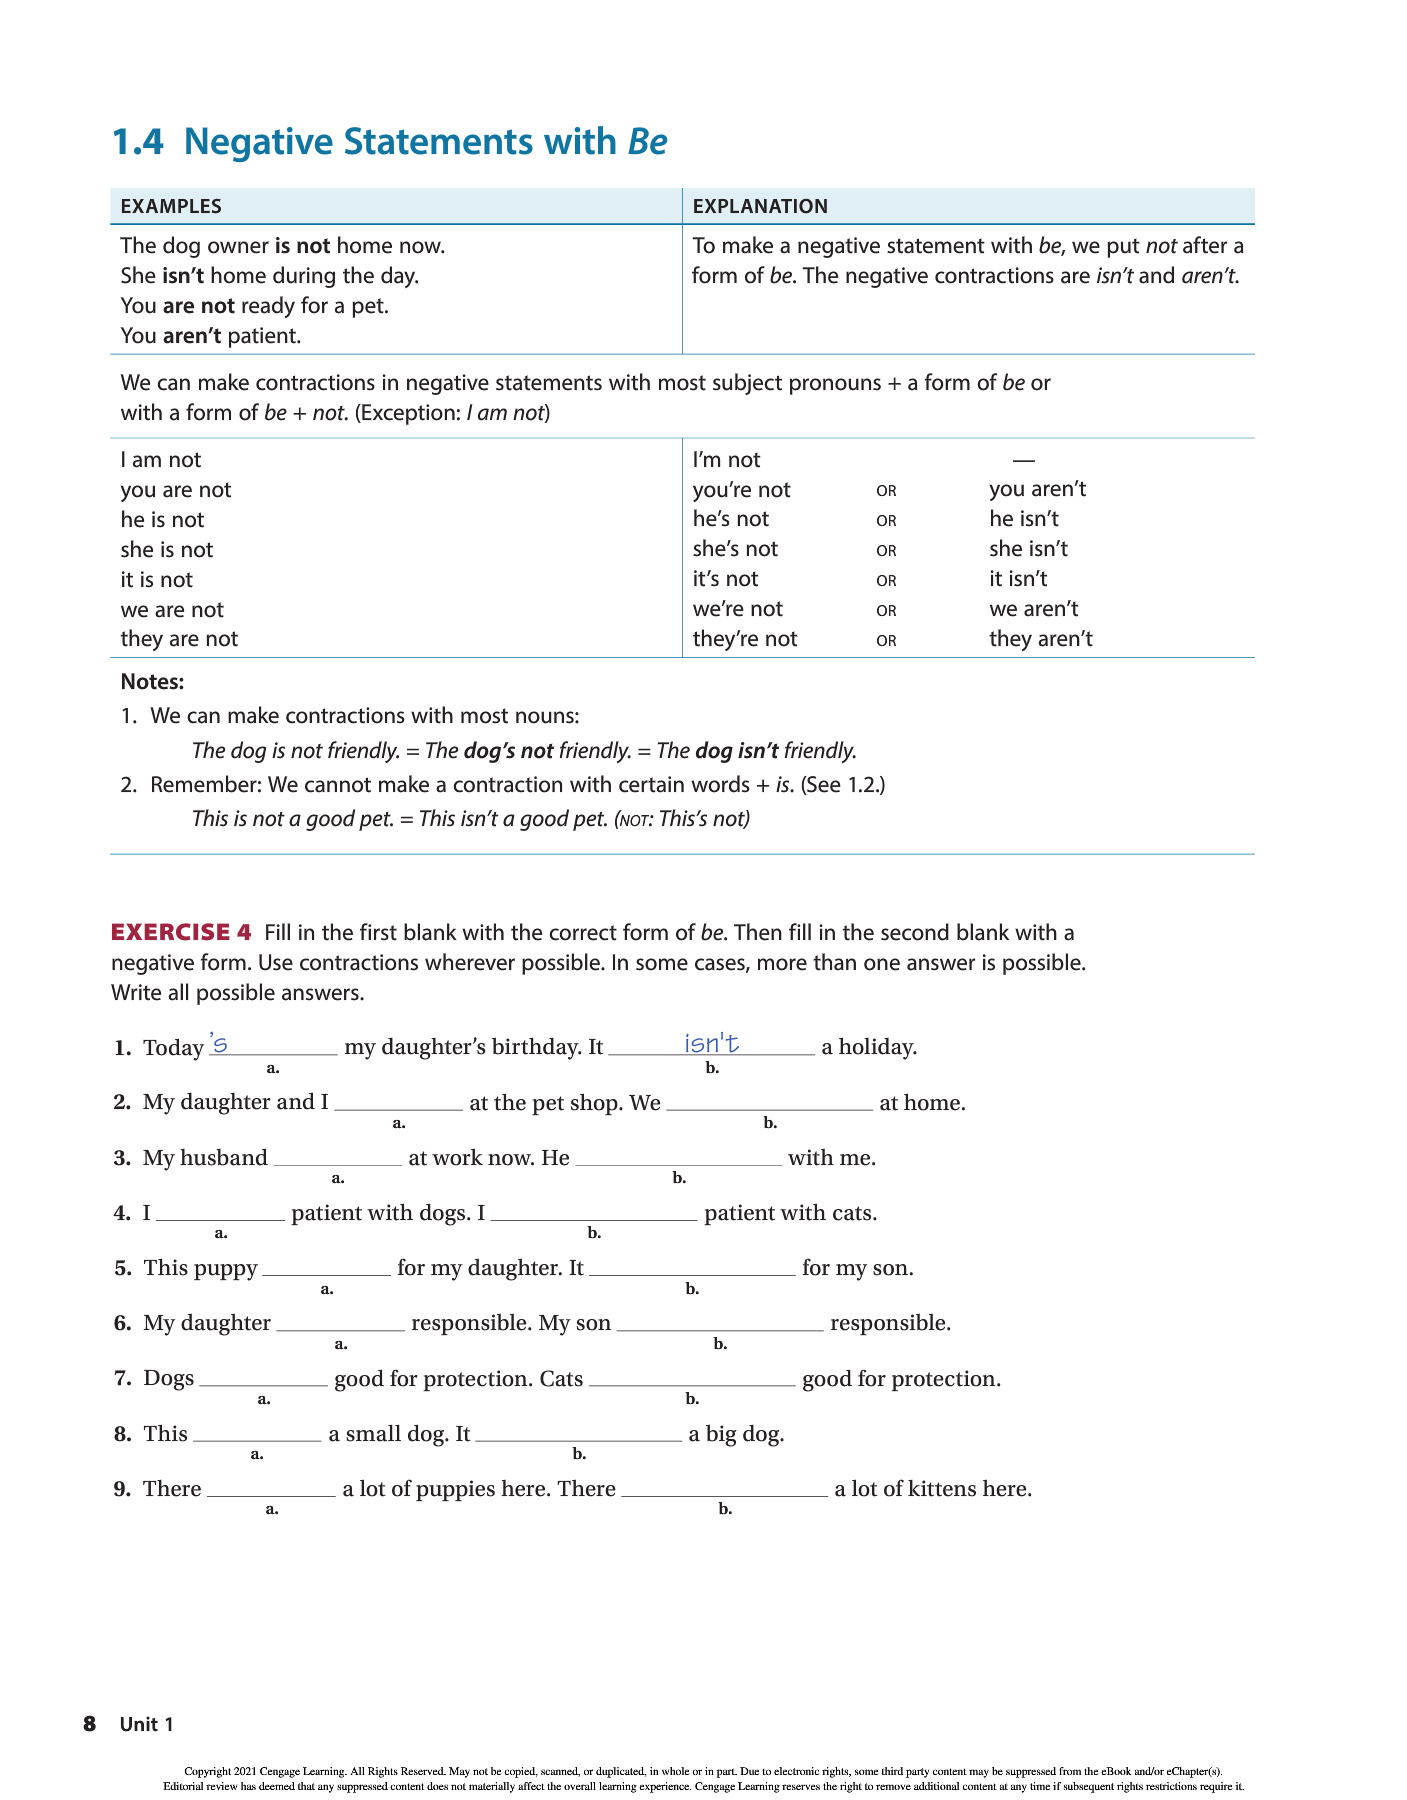 1.4 Negative Statements with Be
EXAMPLES
EXPLANATION
The dog owner is not home now.
She isn’t home during the day.
You are not ready for a pet.
You aren’t patient.
To make a negative statement with be, we put not after a
form of be. The negative contractions are isn’t and aren’t.
We can make contractions in negative statements with most subject pronouns + a form of be or
with a form of be + not. (Exception: I am not)
I am not I’m not —
you are not you’re not OR you aren’t
he is not he’s not OR he isn’t
she is not she’s not OR she isn’t
it is not it’s not OR it isn’t
we are not we’re not OR we aren’t
they are not they’re not OR they aren’t
Notes:
1. We can make contractions with most nouns:
The dog is not friendly. = The dog’s not friendly. = The dog isn’t friendly.
2. Remember: We cannot make a contraction with certain words + is. (See 1.2.)
This is not a good pet. = This isn’t a good pet. (NOT: This’s not)
EXERCISE 4 Fill in the first blank with the correct form of be. Then fill in the second blank with a
negative form. Use contractions wherever possible. In some cases, more than one answer is possible.
Write all possible answers.
1. Today ’s my daughter’s birthday. It isn't a holiday.
a. b.
2. My daughter and I ________ at the pet shop. We ________ at home.
a. b.
3. My husband ________ at work now. He ________ with me.
a. b.
4. I ________ patient with dogs. I ________ patient with cats.
a. b.
5. This puppy ________ for my daughter. It ________ for my son.
a. b.
6. My daughter ________ responsible. My son ________ responsible.
a. b.
7. Dogs ________ good for protection. Cats ________ good for protection.
a. b.
8. This ________ a small dog. It ________ a big dog.
a. b.
9. There ________ a lot of puppies here. There ________ a lot of kittens here.
a. b.
8 Unit 1
Copyright 2021 Cengage Learning. All Rights Reserved. May not be copied, scanned, or duplicated, in whole or in part. Due to electronic rights, some third party content may be suppressed from the eBook and/or eChapter(s).
Editorial review has deemed that any suppressed content does not materially affect the overall learning experience. Cengage Learning reserves the right to remove additional content at any time if subsequent rights restrictions require it.